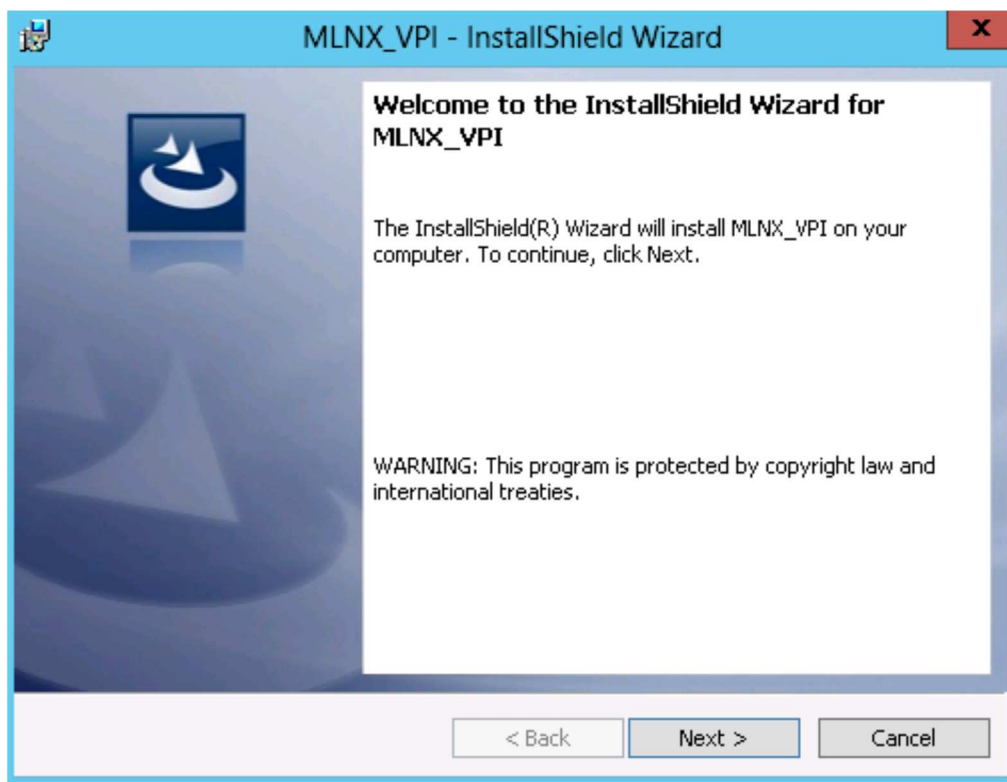 MLNX_VPI - InstallShield Wizard
x
Welcome to the InstallShield Wizard for
MLNX_VPI
The InstallShield(R) Wizard will install MLNX_VPI on your
computer. To continue, click Next.
WARNING: This program is protected by copyright law and
international treaties.
< Back Next > Cancel